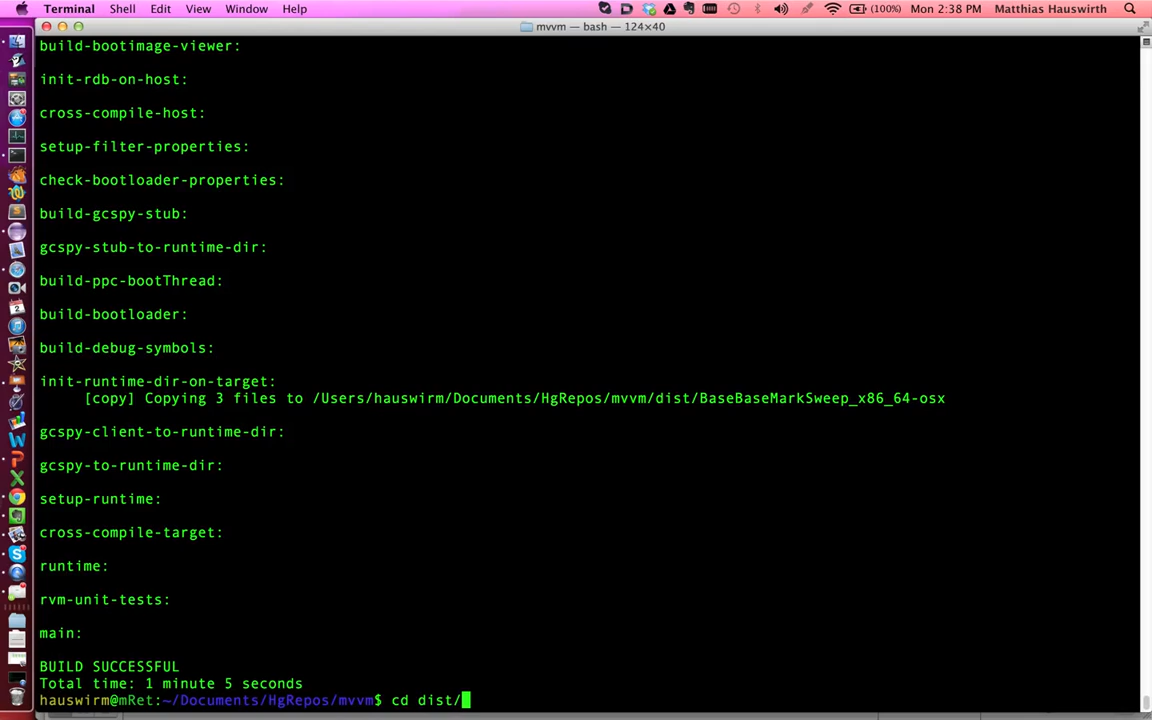 Terminal Shell Edit View Window Help (100%) Mon 2:38 PM Matthias Hauswirth
mvvm — bash — 124×40
build-bootimage-viewer:
init-rdb-on-host:
cross-compile-host:
setup-filter-properties:
check-bootloader-properties:
build-gcspy-stub:
gcspy-stub-to-runtime-dir:
build-ppc-bootThread:
build-bootloader:
build-debug-symbols:
init-runtime-dir-on-target:
[copy] Copying 3 files to /Users/hauswirm/Documents/HgRepos/mvvm/dist/BaseBaseMarkSweep_x86_64-osx
gcspy-client-to-runtime-dir:
gcspy-to-runtime-dir:
setup-runtime:
cross-compile-target:
runtime:
rvm-unit-tests:
main:
BUILD SUCCESSFUL
Total time: 1 minute 5 seconds
hauswirm@mRet:~/Documents/HgRepos/mvvm$ cd dist/